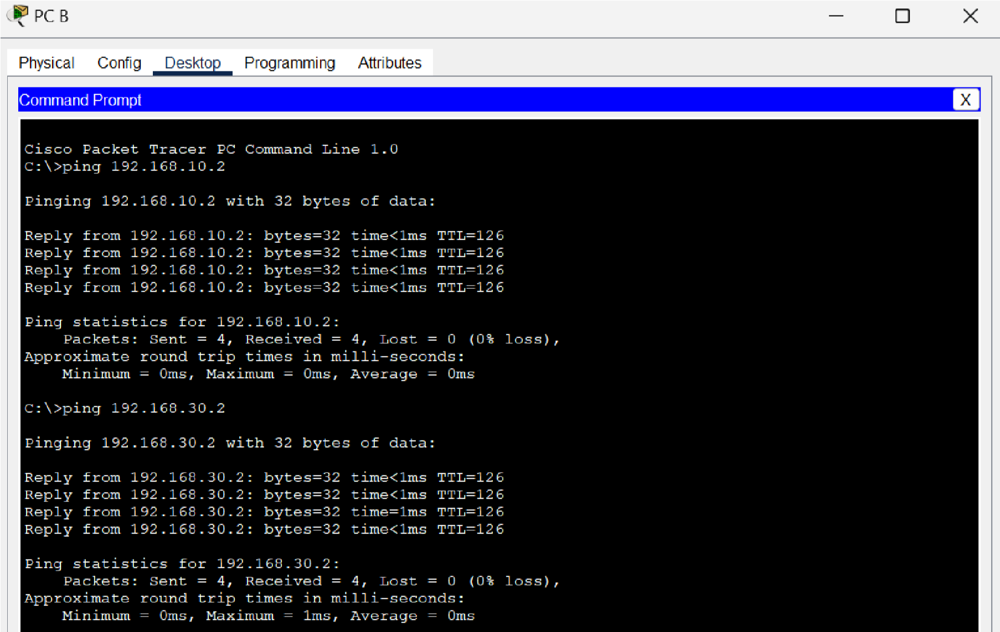 PC B
Physical Config Desktop Programming Attributes
Command Prompt X
Cisco Packet Tracer PC Command Line 1.0
C:\>ping 192.168.10.2
Pinging 192.168.10.2 with 32 bytes of data:
Reply from 192.168.10.2: bytes=32 time<1ms TTL=126
Reply from 192.168.10.2: bytes=32 time<1ms TTL=126
Reply from 192.168.10.2: bytes=32 time<1ms TTL=126
Reply from 192.168.10.2: bytes=32 time<1ms TTL=126
Ping statistics for 192.168.10.2:
    Packets: Sent = 4, Received = 4, Lost = 0 (0% loss),
Approximate round trip times in milli-seconds:
    Minimum = 0ms, Maximum = 0ms, Average = 0ms
C:\>ping 192.168.30.2
Pinging 192.168.30.2 with 32 bytes of data:
Reply from 192.168.30.2: bytes=32 time<1ms TTL=126
Reply from 192.168.30.2: bytes=32 time<1ms TTL=126
Reply from 192.168.30.2: bytes=32 time=1ms TTL=126
Reply from 192.168.30.2: bytes=32 time<1ms TTL=126
Ping statistics for 192.168.30.2:
    Packets: Sent = 4, Received = 4, Lost = 0 (0% loss),
Approximate round trip times in milli-seconds:
    Minimum = 0ms, Maximum = 1ms, Average = 0ms